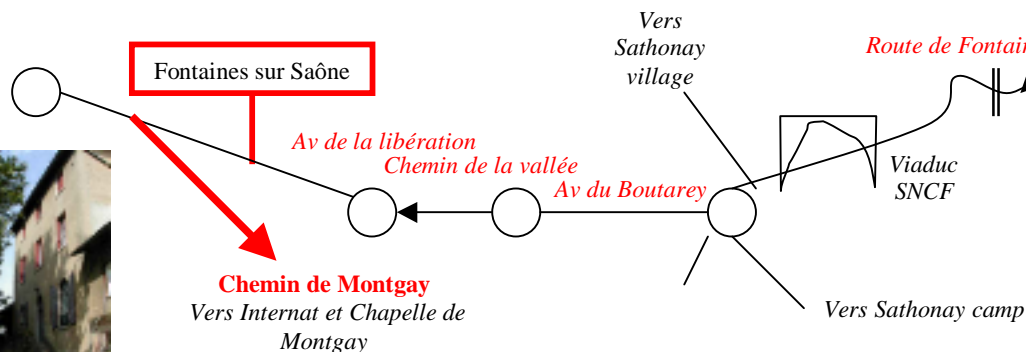 Vers
Sathonay
village
Route de Fontain
Fontaines sur Saône
Av de la libération
Chemin de la vallée
Av du Boutarey
Viaduc
SNCF
Chemin de Montgay
Vers Internat et Chapelle de
Montgay
Vers Sathonay camp